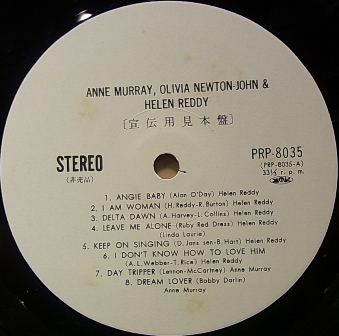 ANNE MURRAY, OLIVIA NEWTON-JOHN &
HELEN REDDY
［宣伝用見本盤］
STEREO
(非売品)
PRP-8035
(PRP-8035-A)
33⅓ r. p. m.
1. ANGIE BABY (Alan O'Day) Helen Reddy
2. I AM WOMAN (H.Reddy-R.Burton) Helen Reddy
3. DELTA DAWN (A.Harvey-L.Collins) Helen Reddy
4. LEAVE ME ALONE (Ruby Red Dress) Helen Reddy
(Linda Laurie)
5. KEEP ON SINGING (D.Janssen-B.Hart) Helen Reddy
6. I DON'T KNOW HOW TO LOVE HIM
(A.L.Webber-T.Rice) Helen Reddy
7. DAY TRIPPER (Lennon-McCartney) Anne Murray
8. DREAM LOVER (Bobby Darlin)
Anne Murray